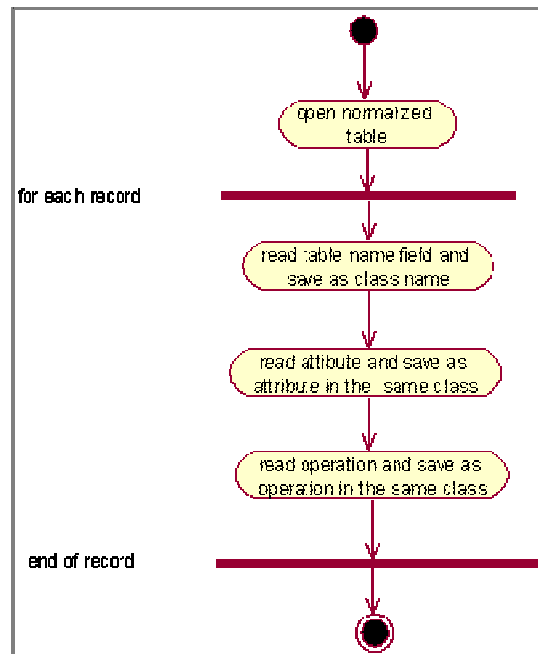 open normalized
table
for each record
read table name field and
save as class name
read attibute and save as
attribute in the same class
read operation and save as
operation in the same class
end of record